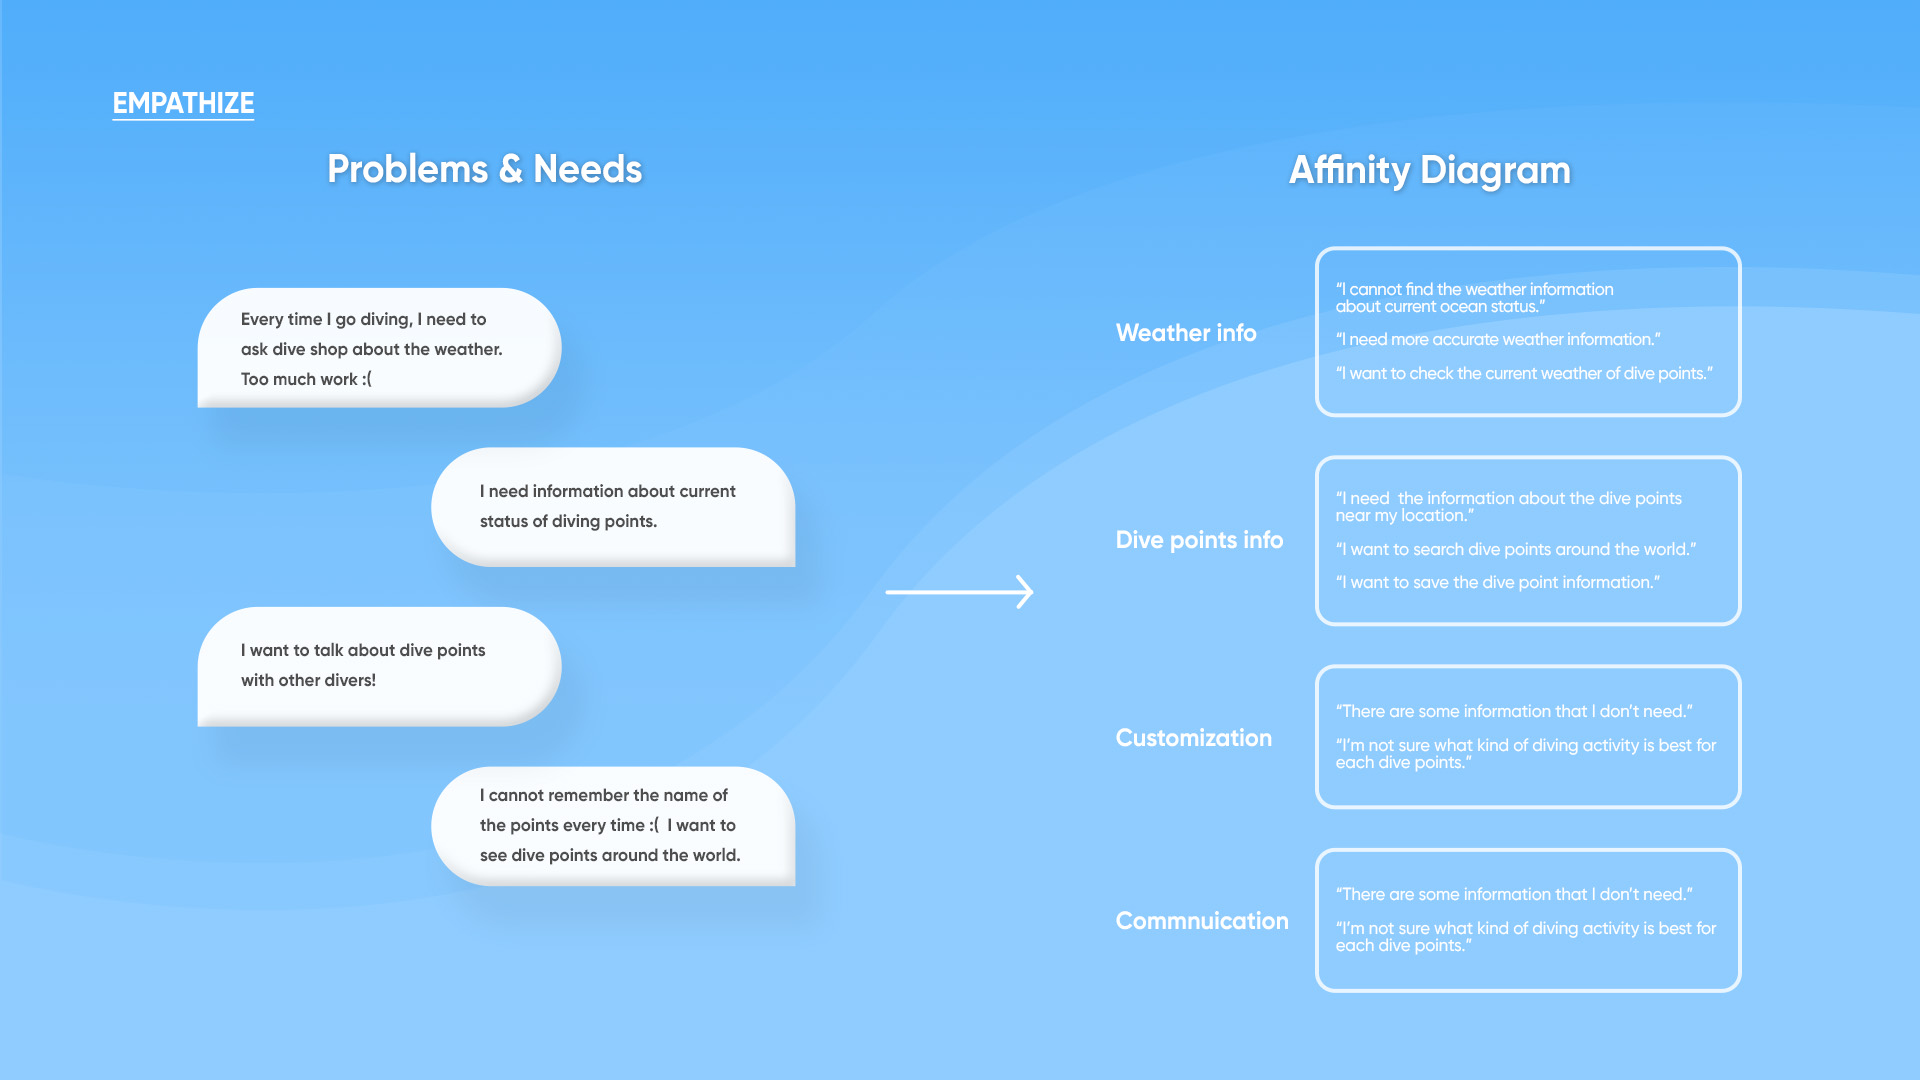 EMPATHIZE
Problems & Needs
Every time I go diving, I need to
ask dive shop about the weather.
Too much work :(
I need information about current
status of diving points.
I want to talk about dive points
with other divers!
I cannot remember the name of
the points every time :(  I want to
see dive points around the world.
Affinity Diagram
Weather info
“I cannot find the weather information
about current ocean status.”
“I need more accurate weather information.”
“I want to check the current weather of dive points.”
Dive points info
“I need  the information about the dive points
near my location.”
“I want to search dive points around the world.”
“I want to save the dive point information.”
Customization
“There are some information that I don’t need.”
“I’m not sure what kind of diving activity is best for
each dive points.”
Commnuication
“There are some information that I don’t need.”
“I’m not sure what kind of diving activity is best for
each dive points.”